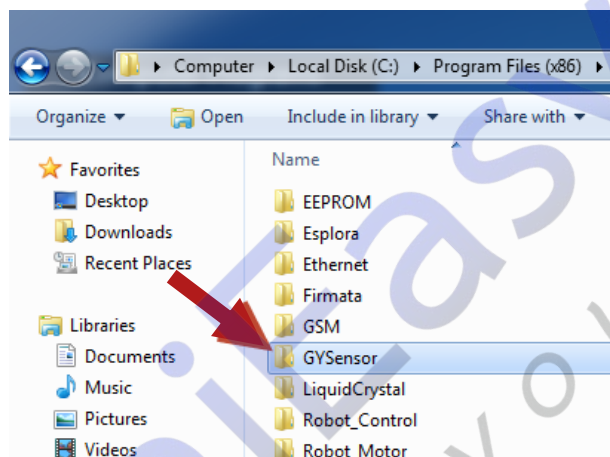 Computer ▸ Local Disk (C:) ▸ Program Files (x86) ▸
Organize ▾ Open Include in library ▾ Share with ▾
Favorites
Desktop
Downloads
Recent Places
Libraries
Documents
Music
Pictures
Videos
Name
EEPROM
Esplora
Ethernet
Firmata
GSM
GYSensor
LiquidCrystal
Robot_Control
Robot_Motor